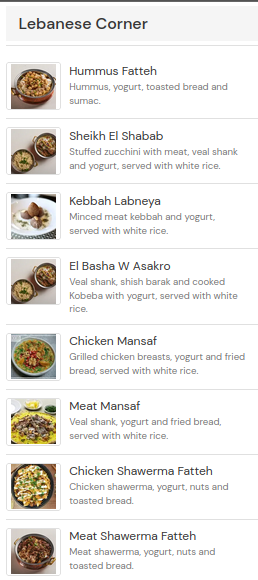 Lebanese Corner
Hummus Fatteh
Hummus, yogurt, toasted bread and
sumac.
Sheikh El Shabab
Stuffed zucchini with meat, veal shank
and yogurt, served with white rice.
Kebbah Labneya
Minced meat kebbah and yogurt,
served with white rice.
El Basha W Asakro
Veal shank, shish barak and cooked
Kobeba with yogurt, served with white
rice.
Chicken Mansaf
Grilled chicken breasts, yogurt and fried
bread, served with white rice.
Meat Mansaf
Veal shank, yogurt and fried bread,
served with white rice.
Chicken Shawerma Fatteh
Chicken shawerma, yogurt, nuts and
toasted bread.
Meat Shawerma Fatteh
Meat shawerma, yogurt, nuts and
toasted bread.